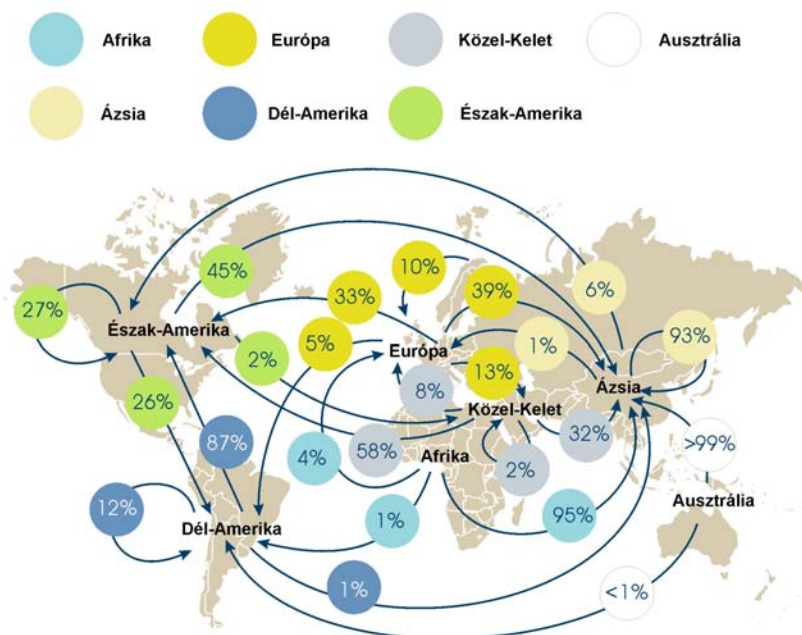 Afrika
Európa
Közel-Kelet
Ausztrália
Ázsia
Dél-Amerika
Észak-Amerika
45%
10%
39%
6%
27%
33%
Észak-Amerika
5%
1%
93%
Európa
2%
8%
13%
Ázsia
26%
Közel-Kelet
87%
58%
32%
>99%
4%
Afrika
2%
Ausztrália
12%
Dél-Amerika
1%
95%
1%
<1%